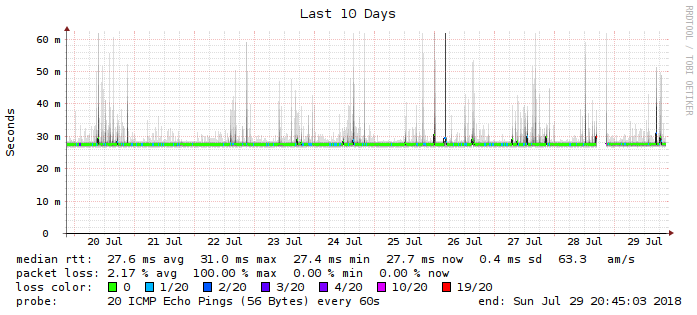 Last 10 Days
RRDTOOL / TOBI OETIKER
Seconds
60 m
50 m
40 m
30 m
20 m
10 m
0
20 Jul 21 Jul 22 Jul 23 Jul 24 Jul 25 Jul 26 Jul 27 Jul 28 Jul 29 Jul
median rtt: 27.6 ms avg 31.0 ms max 27.4 ms min 27.7 ms now 0.4 ms sd 63.3 am/s
packet loss: 2.17 % avg 100.00 % max 0.00 % min 0.00 % now
loss color: 0 1/20 2/20 3/20 4/20 10/20 19/20
probe: 20 ICMP Echo Pings (56 Bytes) every 60s end: Sun Jul 29 20:45:03 2018